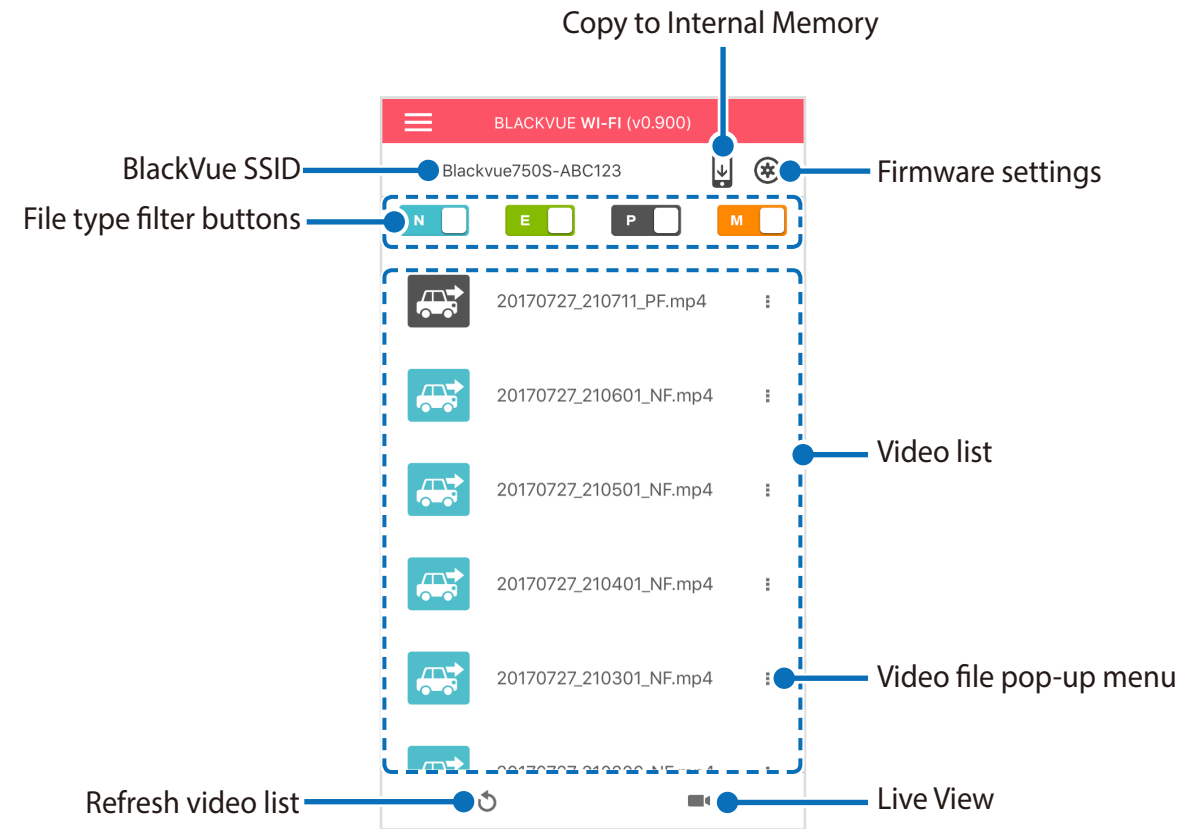 Copy to Internal Memory
BLACKVUE WI-FI (v0.900)
BlackVue SSID
Blackvue750S-ABC123
Firmware settings
File type filter buttons
N
E
P
M
20170727_210711_PF.mp4
20170727_210601_NF.mp4
Video list
20170727_210501_NF.mp4
20170727_210401_NF.mp4
20170727_210301_NF.mp4
Video file pop-up menu
Refresh video list
Live View